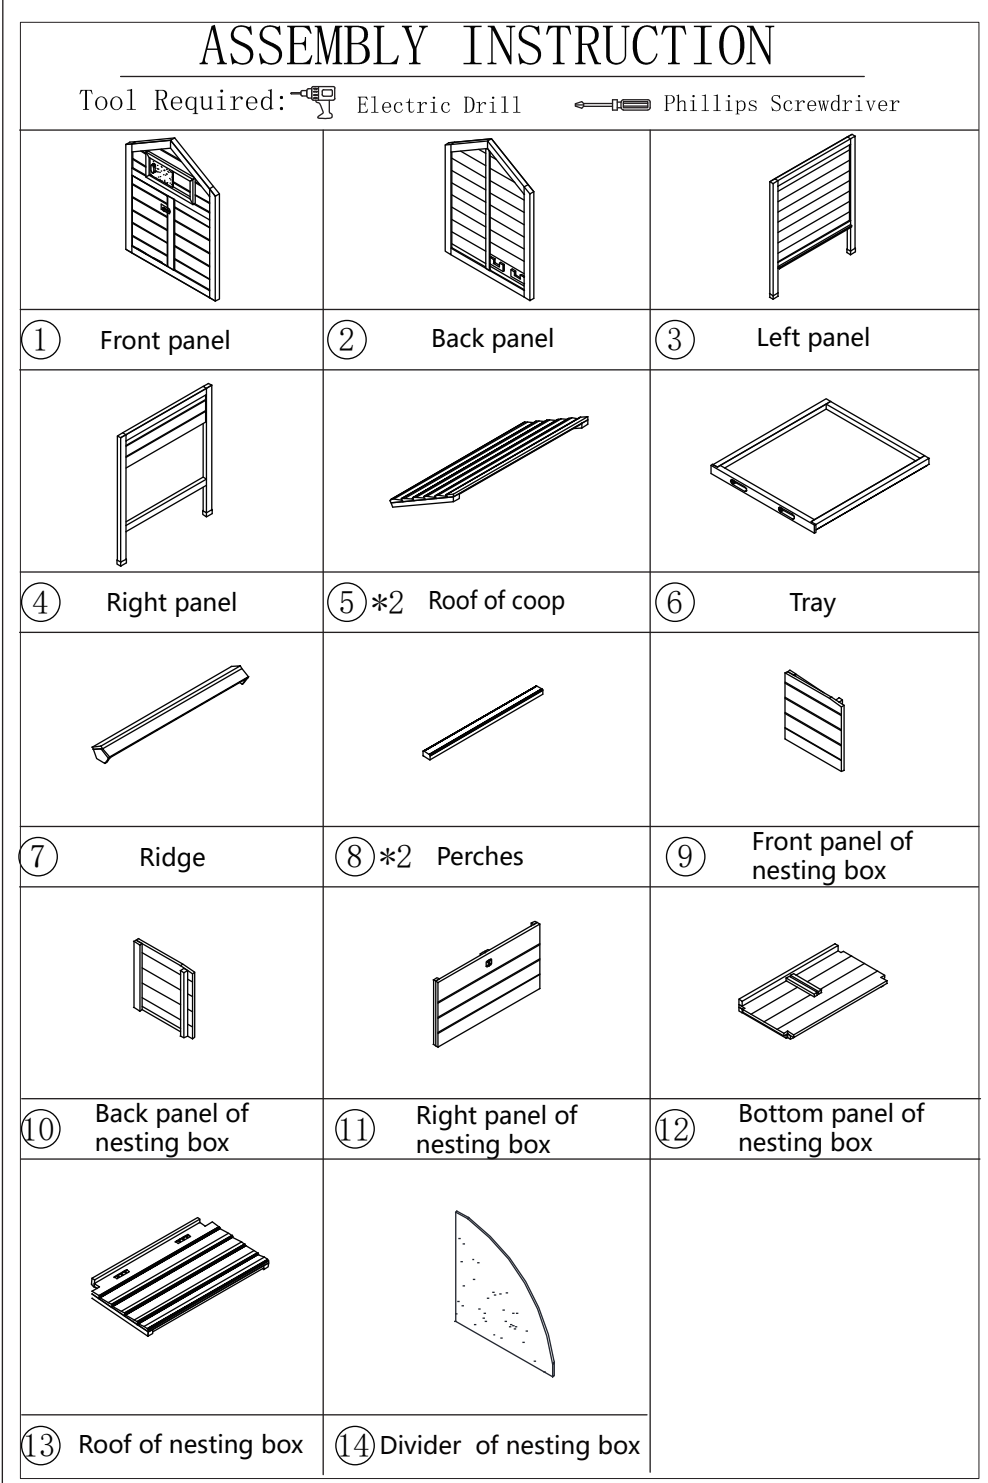 ASSEMBLY INSTRUCTION
Tool Required: Electric Drill Phillips Screwdriver
1 Front panel
2 Back panel
3 Left panel
4 Right panel
5*2 Roof of coop
6 Tray
7 Ridge
8*2 Perches
9 Front panel of
nesting box
10 Back panel of
nesting box
11 Right panel of
nesting box
12 Bottom panel of
nesting box
13 Roof of nesting box
14 Divider of nesting box